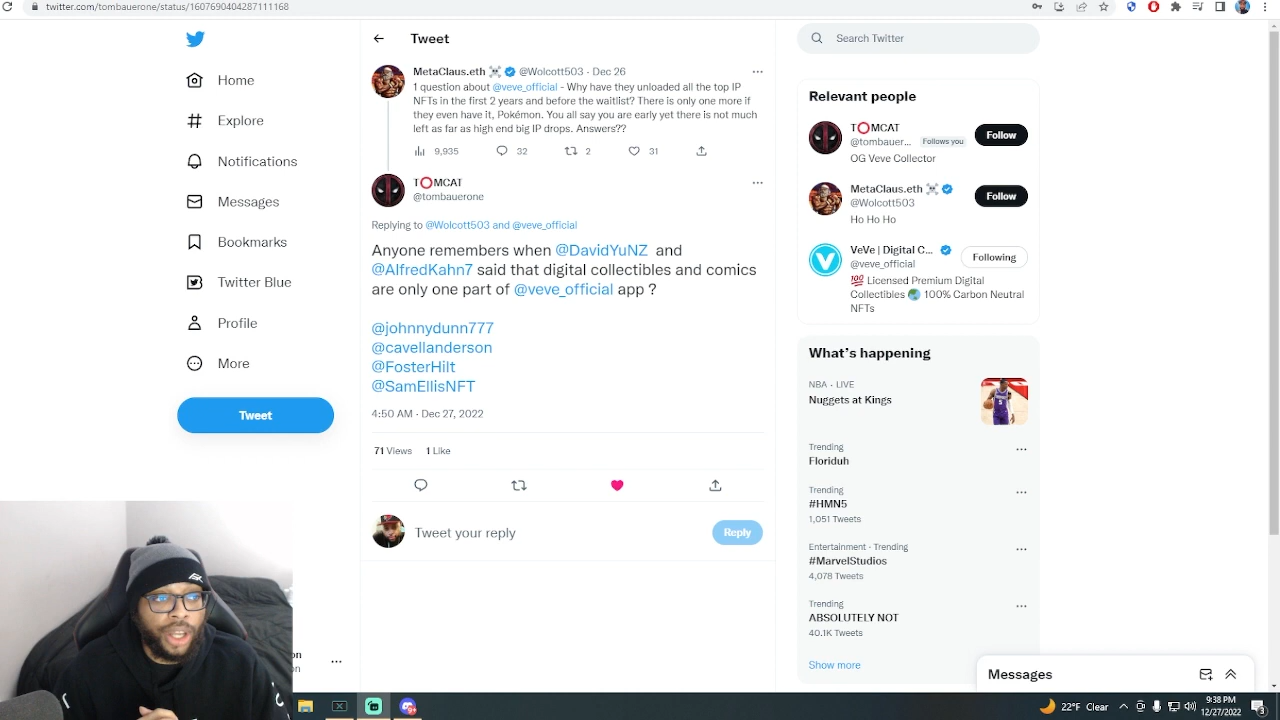 twitter.com/tombauerone/status/1607690404287111168
Home
Explore
Notifications
Messages
Bookmarks
Twitter Blue
Profile
More
Tweet
on
on
Tweet
MetaClaus.eth @Wolcott503 · Dec 26
1 question about @veve_official - Why have they unloaded all the top IP
NFTs in the first 2 years and before the waitlist? There is only one more if
they even have it, Pokémon. You all say you are early yet there is not much
left as far as high end big IP drops. Answers??
9,935 32 2 31
T⭕MCAT
@tombauerone
Replying to @Wolcott503 and @veve_official
Anyone remembers when @DavidYuNZ and
@AlfredKahn7 said that digital collectibles and comics
are only one part of @veve_official app ?
@johnnydunn777
@cavellanderson
@FosterHilt
@SamEllisNFT
4:50 AM · Dec 27, 2022
71 Views 1 Like
Tweet your reply
Reply
Search Twitter
Relevant people
T⭕MCAT
@tombauer... Follows you
Follow
OG Veve Collector
MetaClaus.eth
@Wolcott503
Follow
Ho Ho Ho
VeVe | Digital C...
@veve_official
Following
💯 Licensed Premium Digital
Collectibles 🌏 100% Carbon Neutral
NFTs
What's happening
NBA · LIVE
Nuggets at Kings
Trending
Floriduh
Trending
#HMN5
1,051 Tweets
Entertainment · Trending
#MarvelStudios
4,078 Tweets
Trending
ABSOLUTELY NOT
40.1K Tweets
Show more
Messages
22°F Clear
9:38 PM
12/27/2022